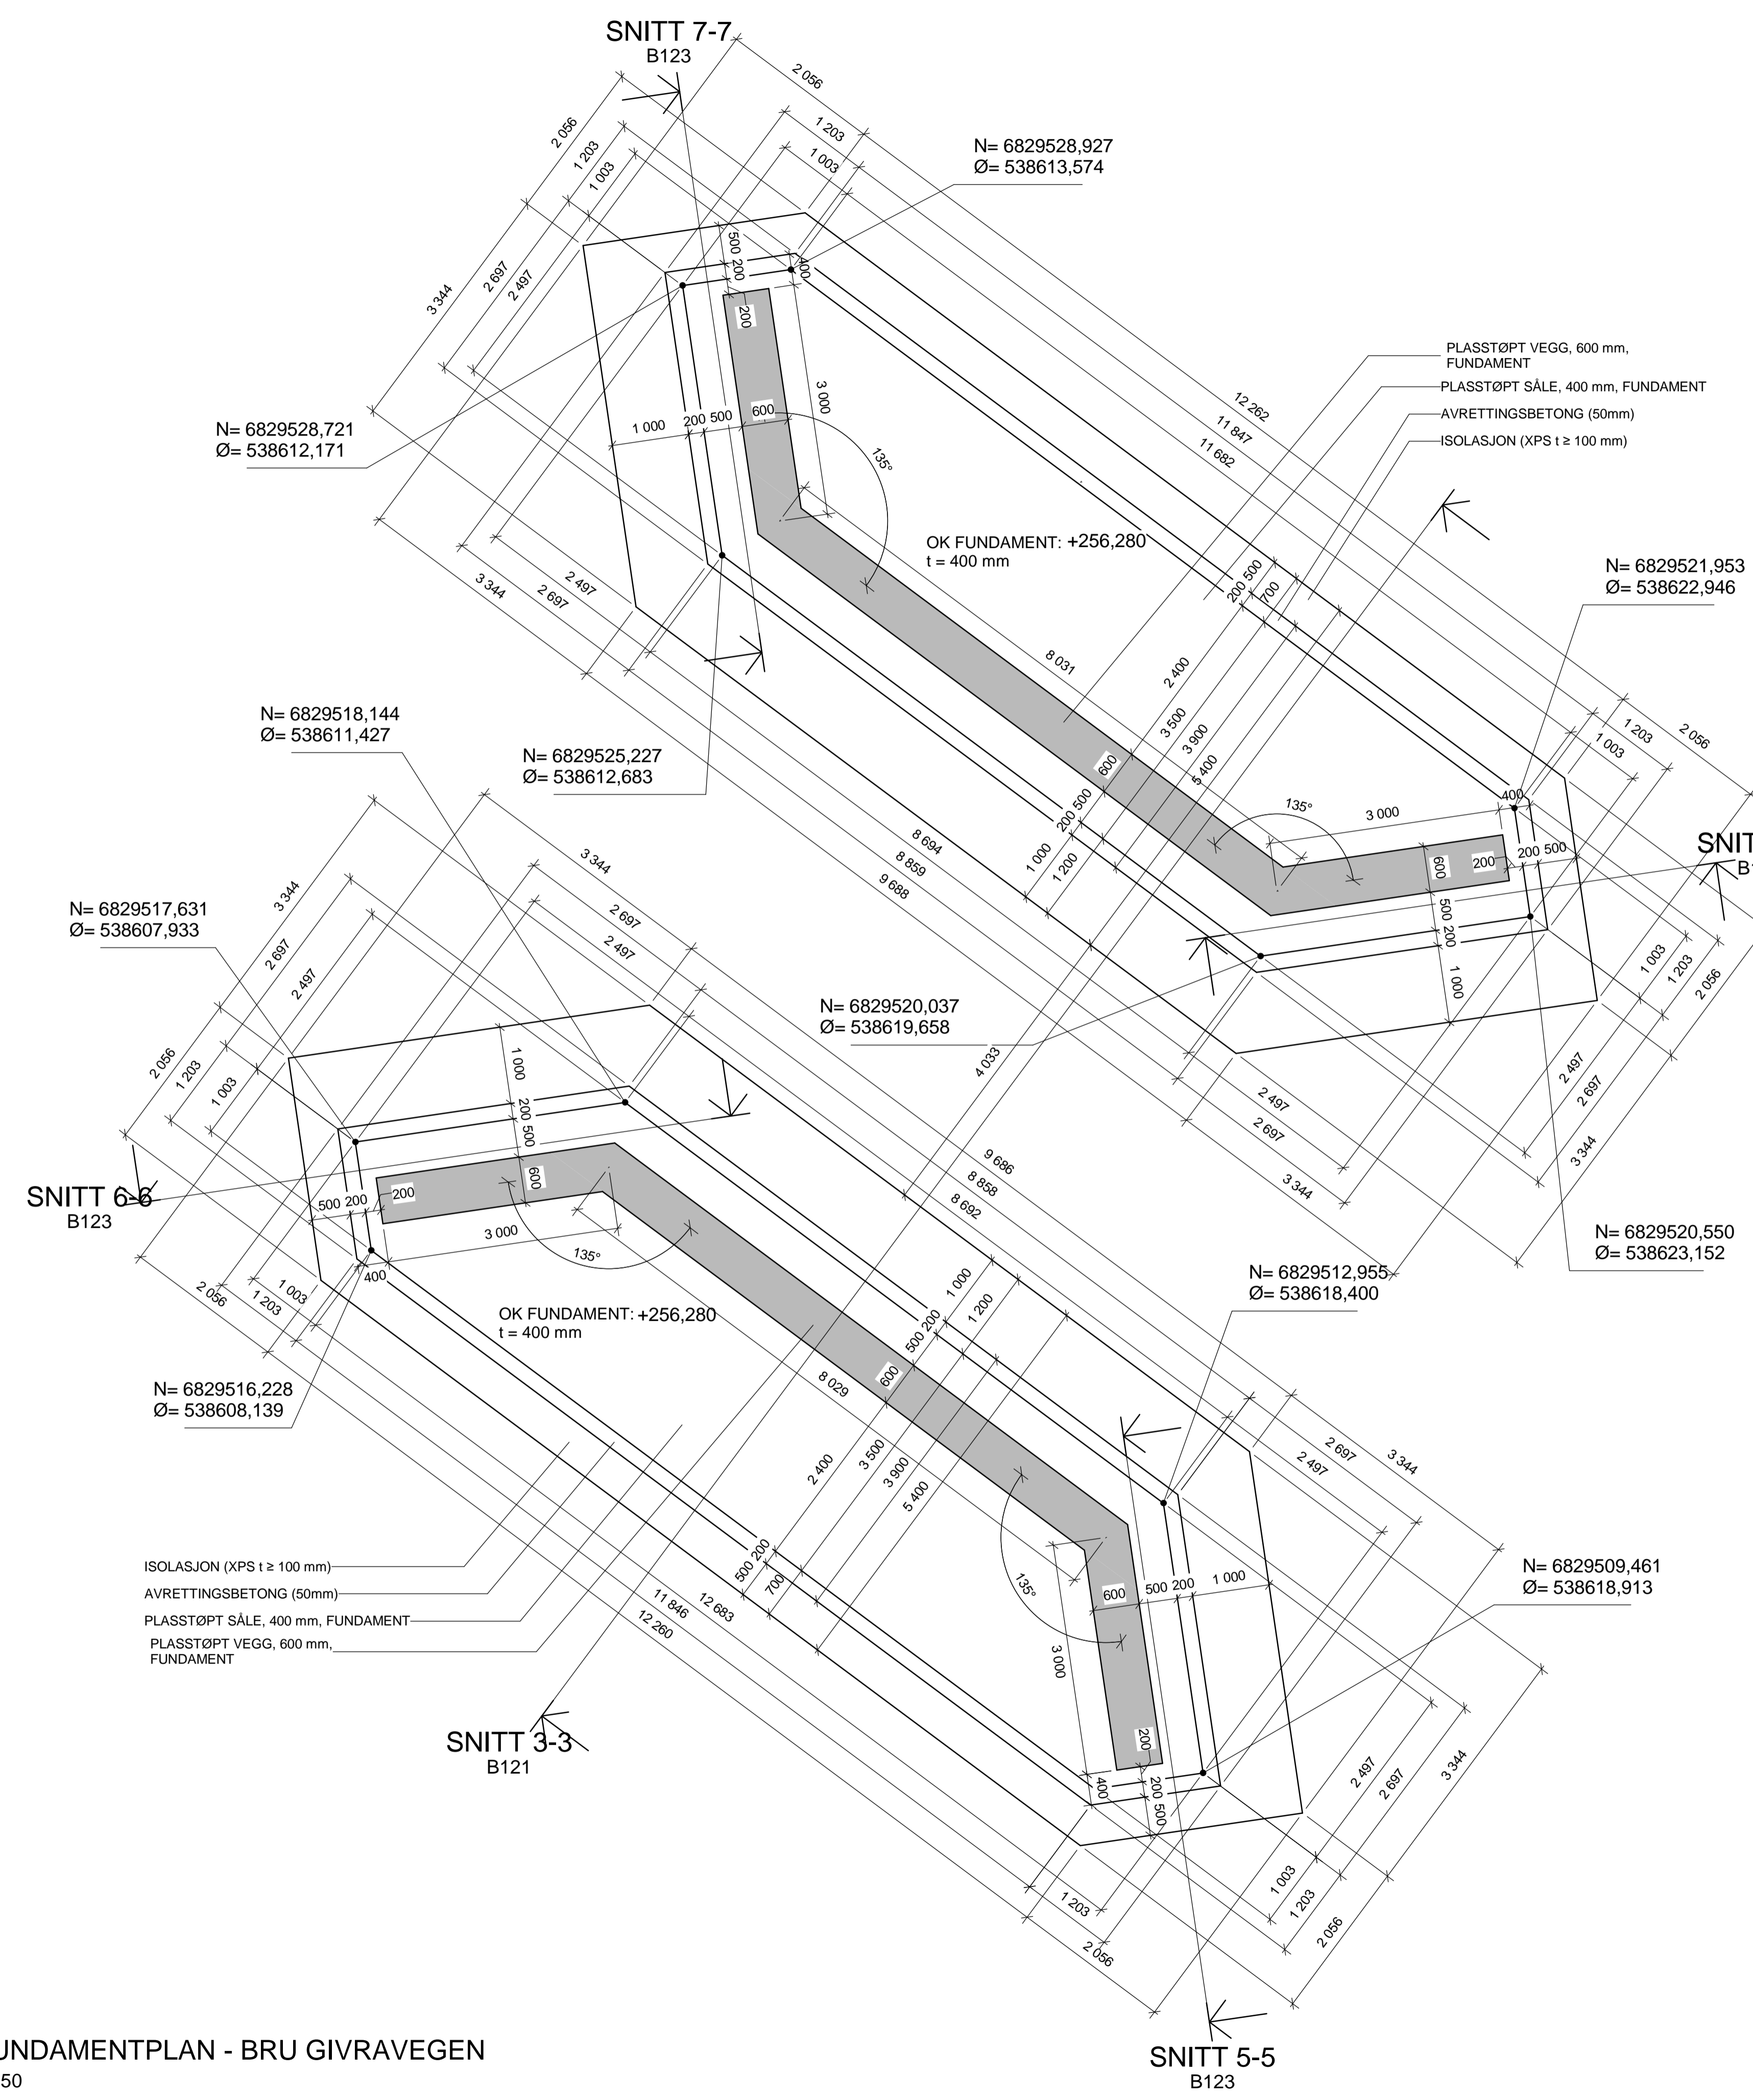 SNITT 7-7
B123
2 056
1 203
1 003
2 056
1 203
1 003
N= 6829528,927
Ø= 538613,574
3 344
2 697
2 497
500 200
400
200
3 000
1 000
200 500
600
135°
N= 6829528,721
Ø= 538612,171
PLASSTØPT VEGG, 600 mm,
FUNDAMENT
PLASSTØPT SÅLE, 400 mm, FUNDAMENT
AVRETTINGSBETONG (50mm)
ISOLASJON (XPS t ≥ 100 mm)
12 262
11 847
11 682
OK FUNDAMENT: +256,280
t = 400 mm
N= 6829521,953
Ø= 538622,946
3 344
2 697
2 497
200 500
700
8 031
2 400
3 500
3 900
5 400
600
200 500
1 000
1 200
N= 6829518,144
Ø= 538611,427
N= 6829525,227
Ø= 538612,683
8 694
8 859
9 688
135°
3 000
400
200
200 500
600
500 200
1 000
1 203
1 003
2 056
SNIT
B1
1 003
1 203
2 056
2 497
2 697
3 344
2 497
2 697
3 344
N= 6829520,037
Ø= 538619,658
N= 6829520,550
Ø= 538623,152
4 033
3 344
2 697
2 497
3 344
2 697
2 497
N= 6829517,631
Ø= 538607,933
2 056
1 203
1 003
1 000
200 500
600
SNITT 6-6
B123
500 200
200
3 000
400
135°
9 686
8 858
8 692
2 056
1 203
1 003
OK FUNDAMENT: +256,280
t = 400 mm
N= 6829512,955
Ø= 538618,400
N= 6829516,228
Ø= 538608,139
1 000
1 200
500 200
600
8 029
2 400
3 500
3 900
5 400
500 200
700
2 697
2 497
3 344
ISOLASJON (XPS t ≥ 100 mm)
AVRETTINGSBETONG (50mm)
PLASSTØPT SÅLE, 400 mm, FUNDAMENT
PLASSTØPT VEGG, 600 mm,
FUNDAMENT
12 683
11 846
12 260
135°
600
500 200
1 000
N= 6829509,461
Ø= 538618,913
3 000
200
400
200 500
SNITT 3-3
B121
2 497
2 697
3 344
1 003
1 203
2 056
1 203
2 056
SNITT 5-5
B123
UNDAMENTPLAN - BRU GIVRAVEGEN
50